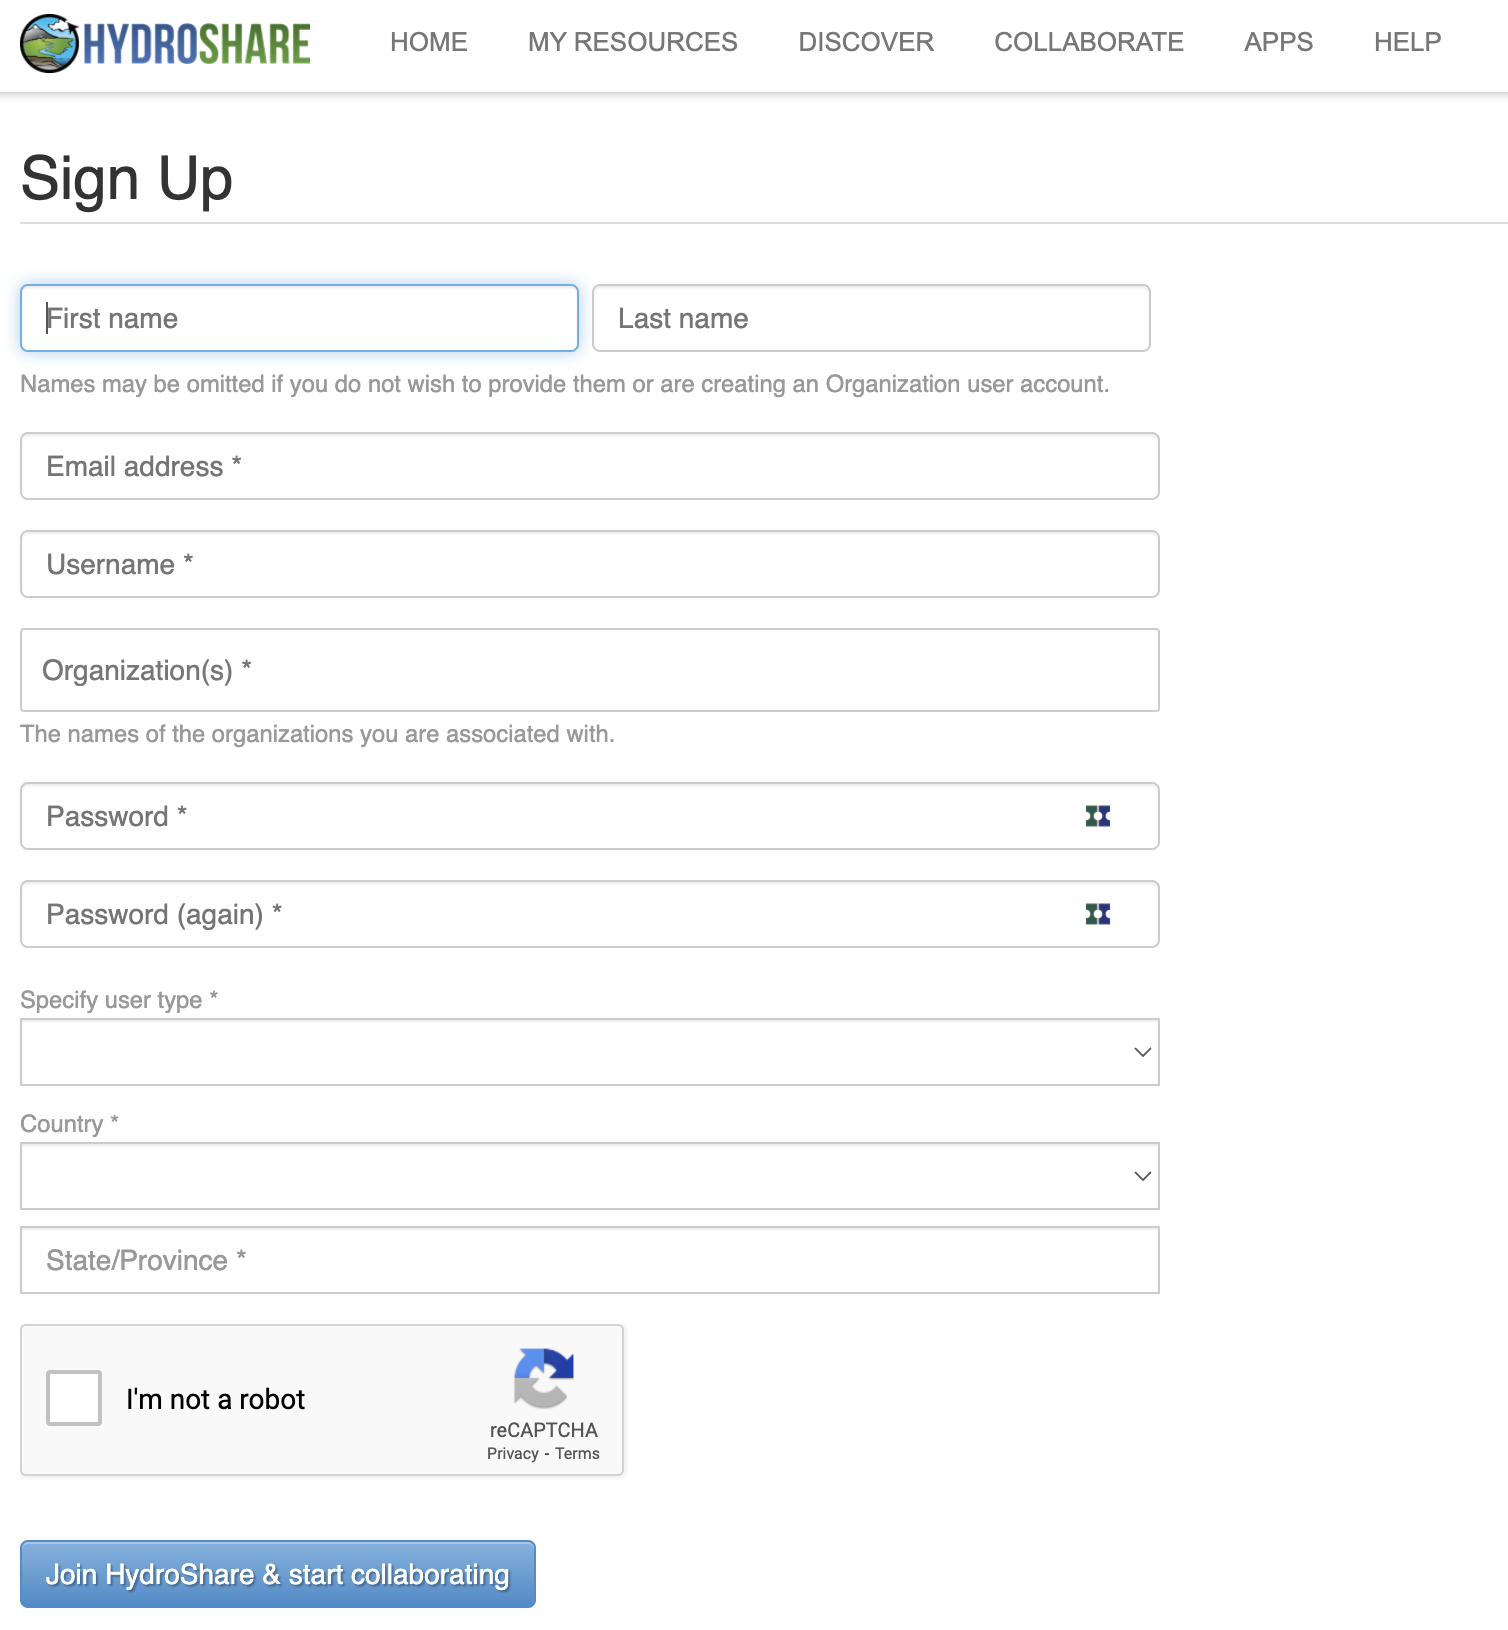 HYDROSHARE HOME MY RESOURCES DISCOVER COLLABORATE APPS HELP
Sign Up
First name Last name
Names may be omitted if you do not wish to provide them or are creating an Organization user account.
Email address *
Username *
Organization(s) *
The names of the organizations you are associated with.
Password *
Password (again) *
Specify user type *
Country *
State/Province *
I'm not a robot
reCAPTCHA
Privacy - Terms
Join HydroShare & start collaborating